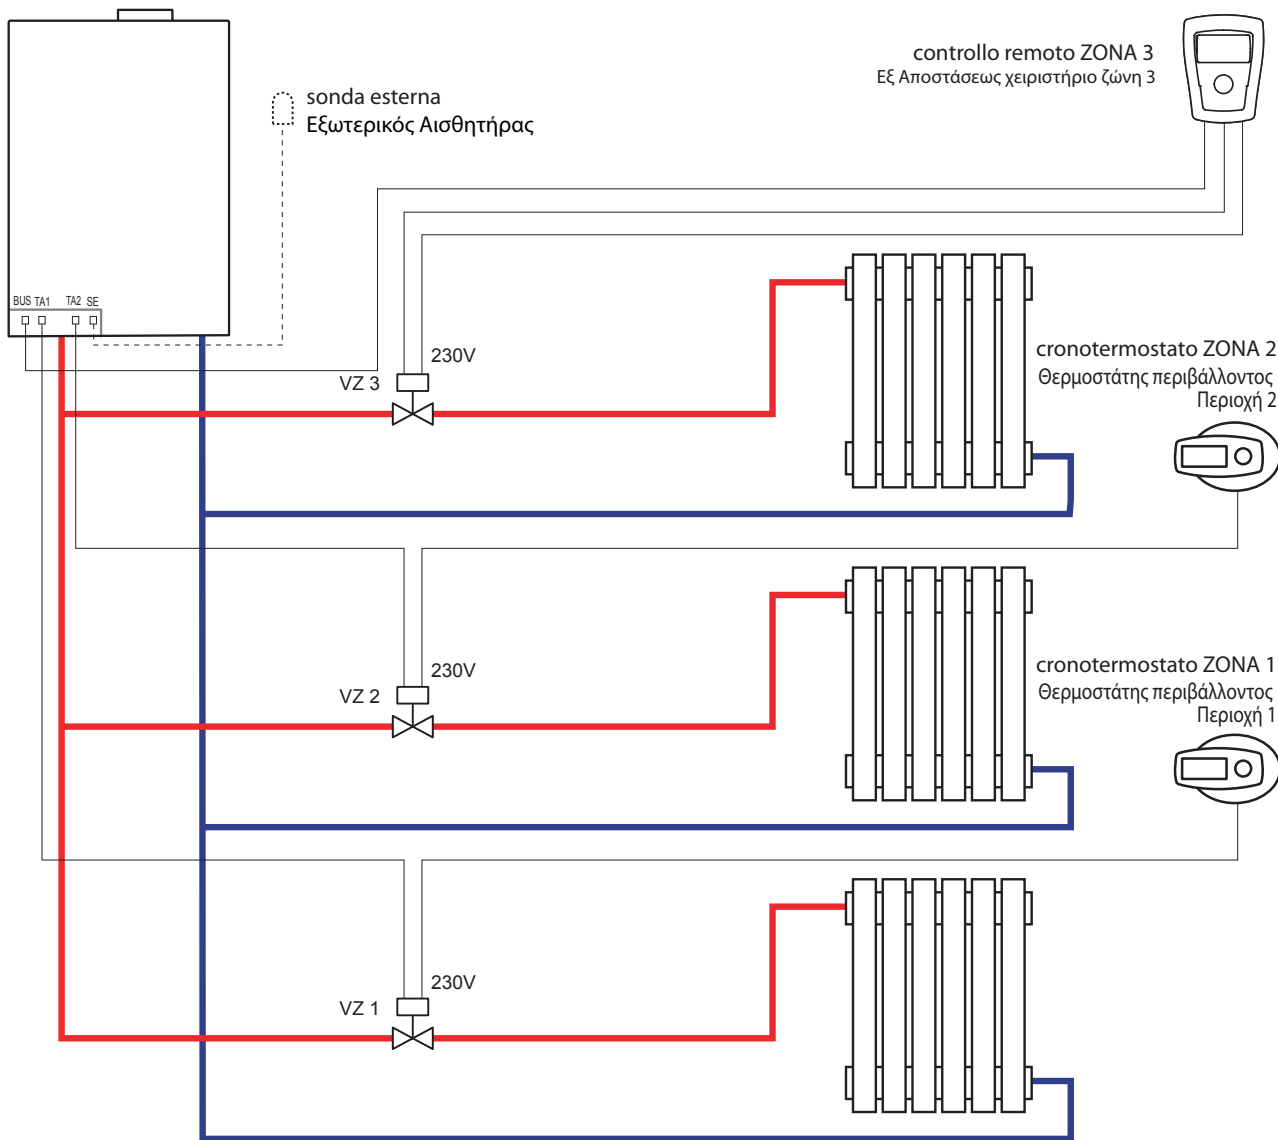 controllo remoto ZONA 3
Εξ Αποστάσεως χειριστήριο ζώνη 3
sonda esterna
Εξωτερικός Αισθητήρας
BUS TA1 TA2 SE
230V
VZ 3
cronotermostato ZONA 2
Θερμοστάτης περιβάλλοντος
Περιοχή 2
230V
VZ 2
cronotermostato ZONA 1
Θερμοστάτης περιβάλλοντος
Περιοχή 1
230V
VZ 1